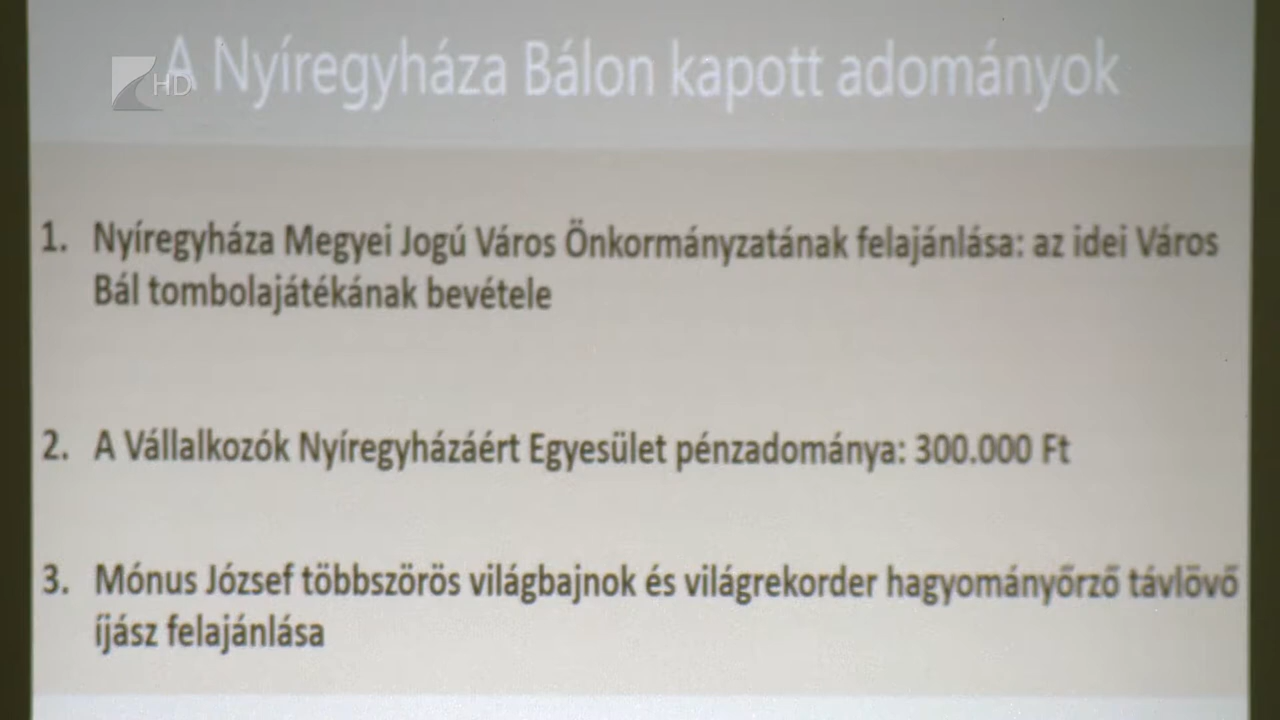 A Nyíregyháza Bálon kapott adományok
HD
1. Nyíregyháza Megyei Jogú Város Önkormányzatának felajánlása: az idei Város
Bál tombolajátékának bevétele
2. A Vállalkozók Nyíregyházáért Egyesület pénzadománya: 300.000 Ft
3. Mónus József többszörös világbajnok és világrekorder hagyományőrző távlövő
íjász felajánlása